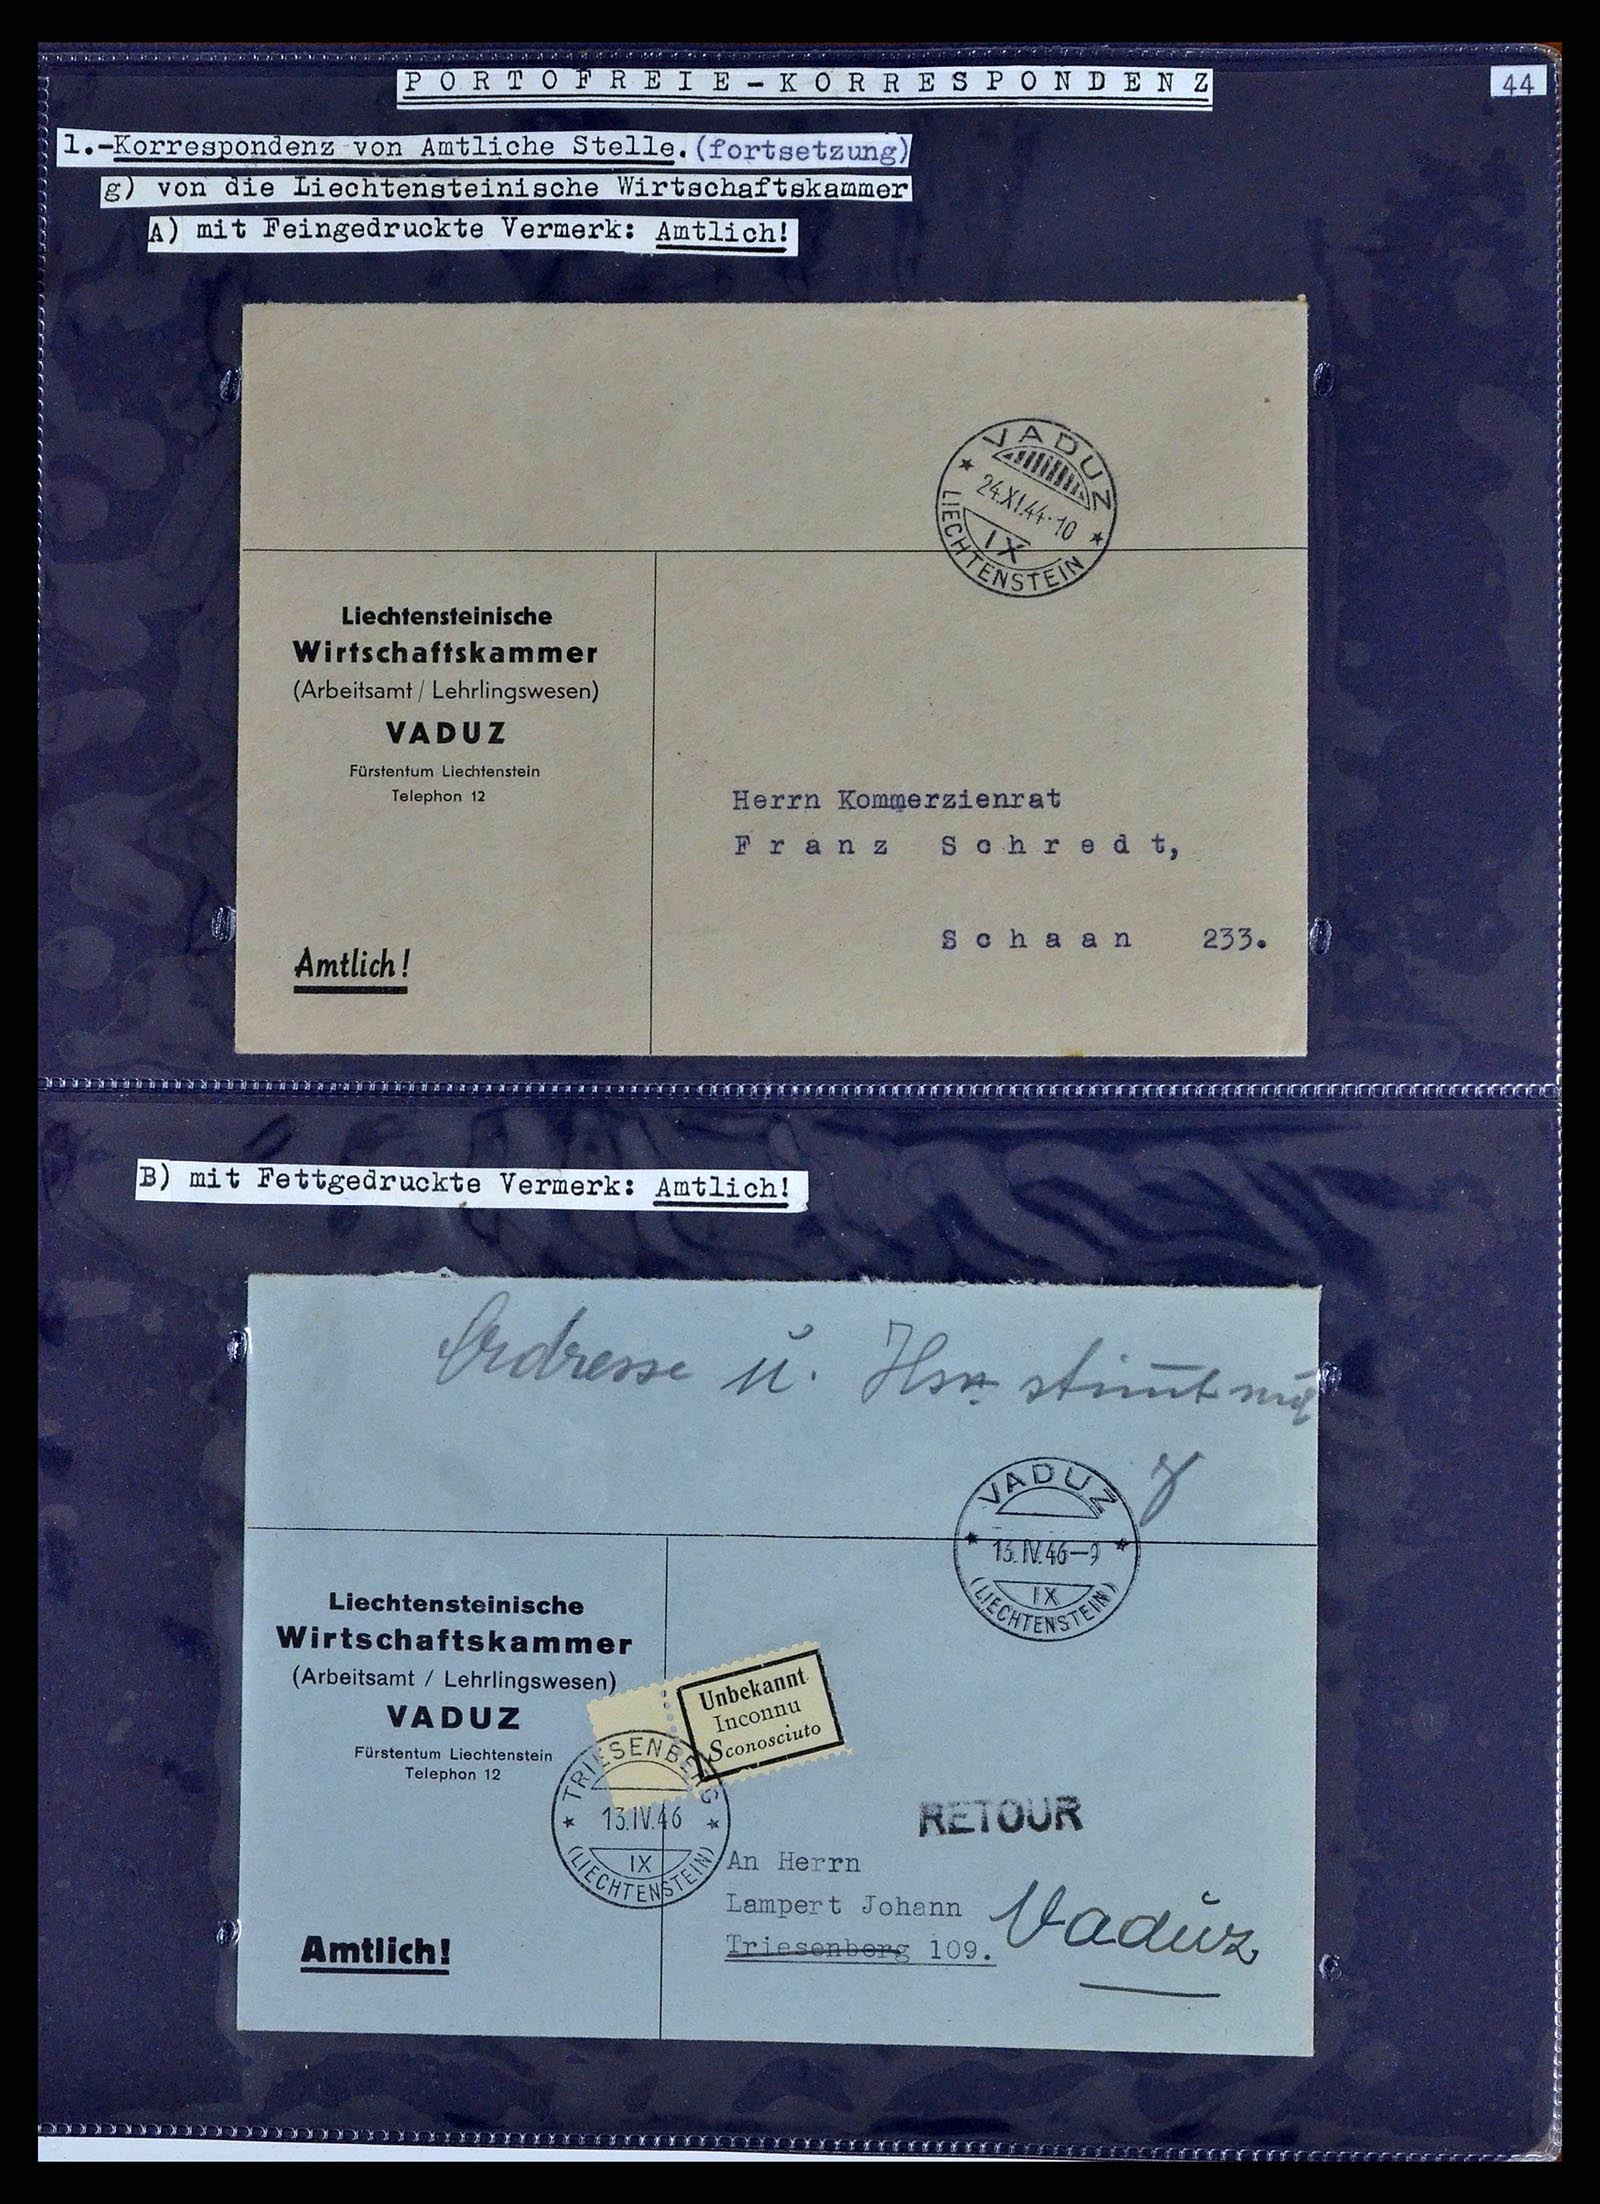 PORTOFREIE-KORRESPONDENZ
44
1.-Korrespondenz von Amtliche Stelle.(fortsetzung)
g) von die Liechtensteinische Wirtschaftskammer
A) mit Feingedruckte Vermerk: Amtlich!
VADUZ
24.XI.44-10
IX
LIECHTENSTEIN
Liechtensteinische
Wirtschaftskammer
(Arbeitsamt / Lehrlingswesen)
VADUZ
Fürstentum Liechtenstein
Telephon 12
Herrn Kommerzienrat
Franz Schredt,
Schaan 233.
Amtlich!
B) mit Fettgedruckte Vermerk: Amtlich!
Adresse u. Hsnr stimmt nicht
VADUZ
13.IV.46-9
IX
(LIECHTENSTEIN)
Liechtensteinische
Wirtschaftskammer
(Arbeitsamt / Lehrlingswesen)
VADUZ
Fürstentum Liechtenstein
Telephon 12
Unbekannt
Inconnu
Sconosciuto
TRIESENBERG
13.IV.46
IX
(LIECHTENSTEIN)
RETOUR
An Herrn
Lampert Johann
Triesenberg 109.
Vaduz
Amtlich!